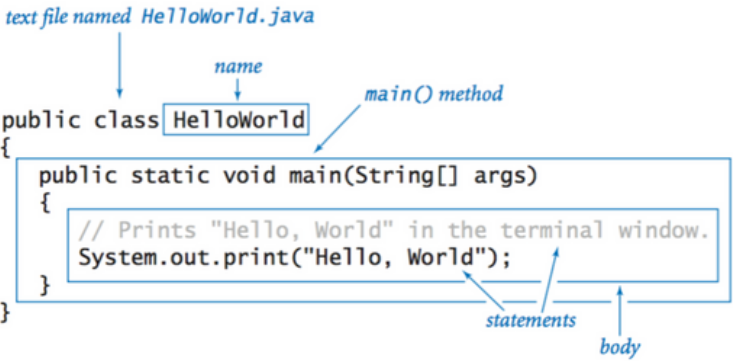 text file named HelloWorld.java
name
main() method
public class HelloWorld
{
public static void main(String[] args)
{
// Prints "Hello, World" in the terminal window.
System.out.print("Hello, World");
}
}
statements
body